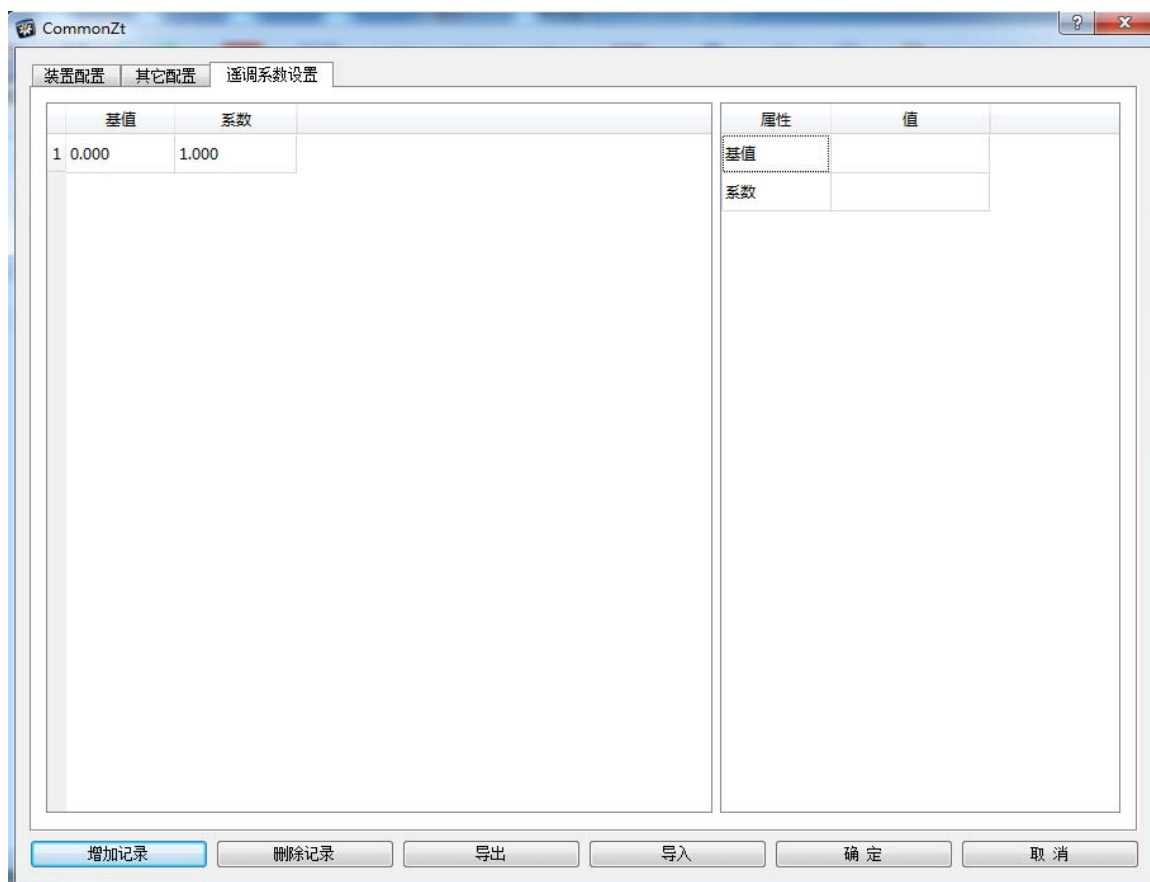 CommonZt
装置配置 其它配置 遥调系数设置
基值 系数 属性 值
1 0.000 1.000 基值
系数
增加记录 删除记录 导出 导入 确定 取消